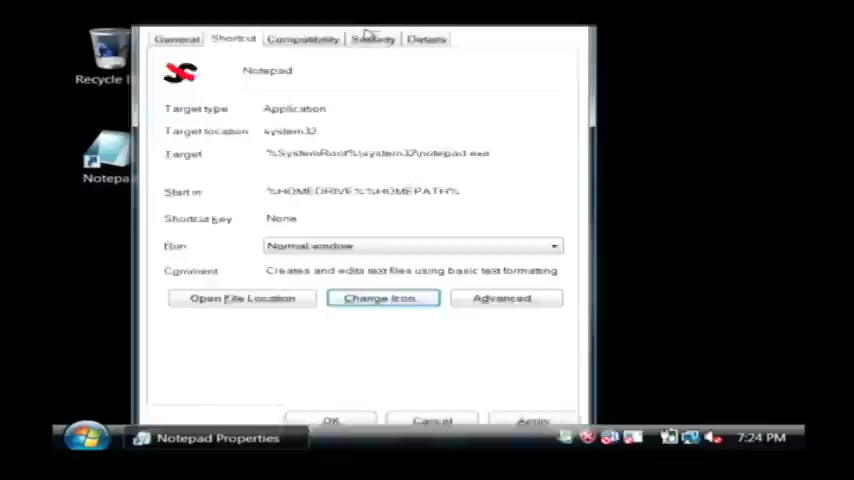 General Shortcut Compatibility Security Details
Recycle
Notepad
Target type Application
Target location system32
Target %SystemRoot%\system32\notepad.exe
Notepa
Start in %HOMEDRIVE%%HOMEPATH%
Shortcut key None
Run Normal window
Comment Creates and edits text files using basic text formatting.
Open File Location Change Icon... Advanced...
OK Cancel Apply
Notepad Properties 7:24 PM